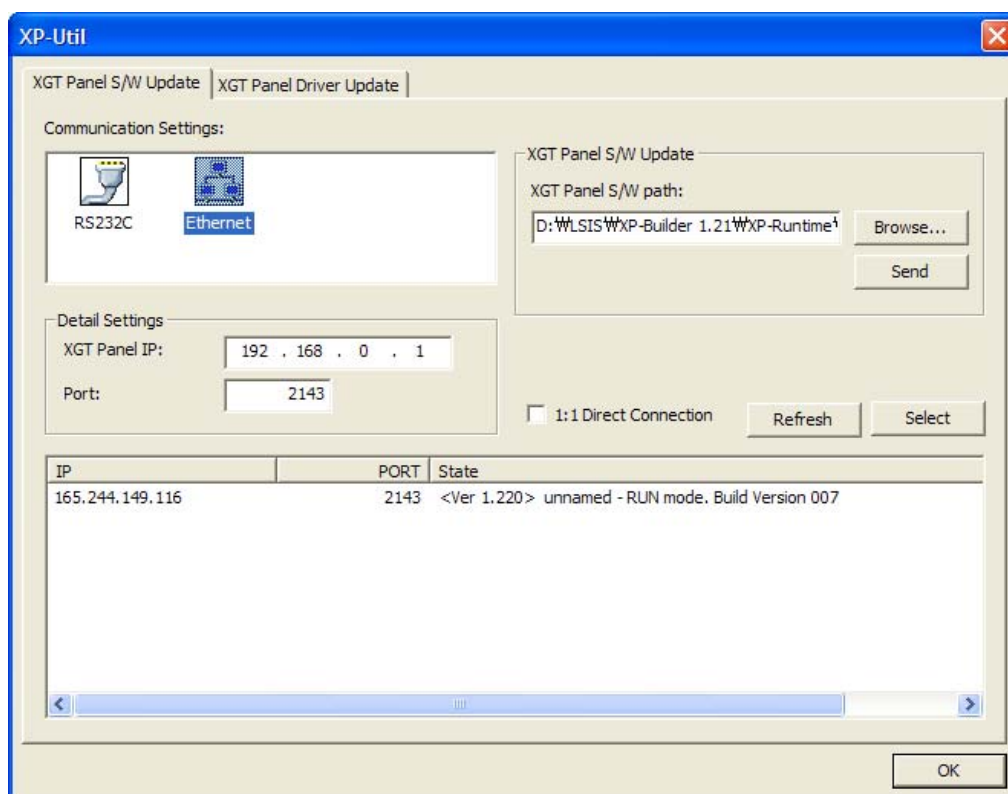 XP-Util
XGT Panel S/W Update
XGT Panel Driver Update
Communication Settings:
RS232C
Ethernet
XGT Panel S/W Update
XGT Panel S/W path:
D:₩LSIS₩XP-Builder 1.21₩XP-Runtime
Browse...
Send
Detail Settings
XGT Panel IP:
192 . 168 . 0 . 1
Port:
2143
1:1 Direct Connection
Refresh
Select
IP PORT State
165.244.149.116 2143 <Ver 1.220> unnamed - RUN mode. Build Version 007
OK